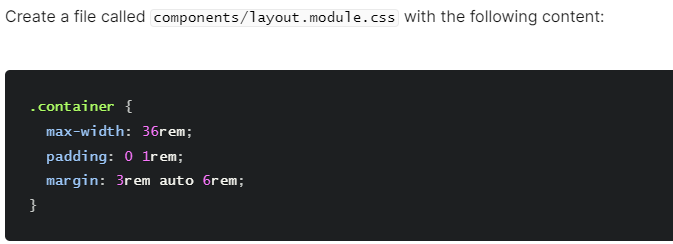 Create a file called components/layout.module.css with the following content:
.container {
  max-width: 36rem;
  padding: 0 1rem;
  margin: 3rem auto 6rem;
}